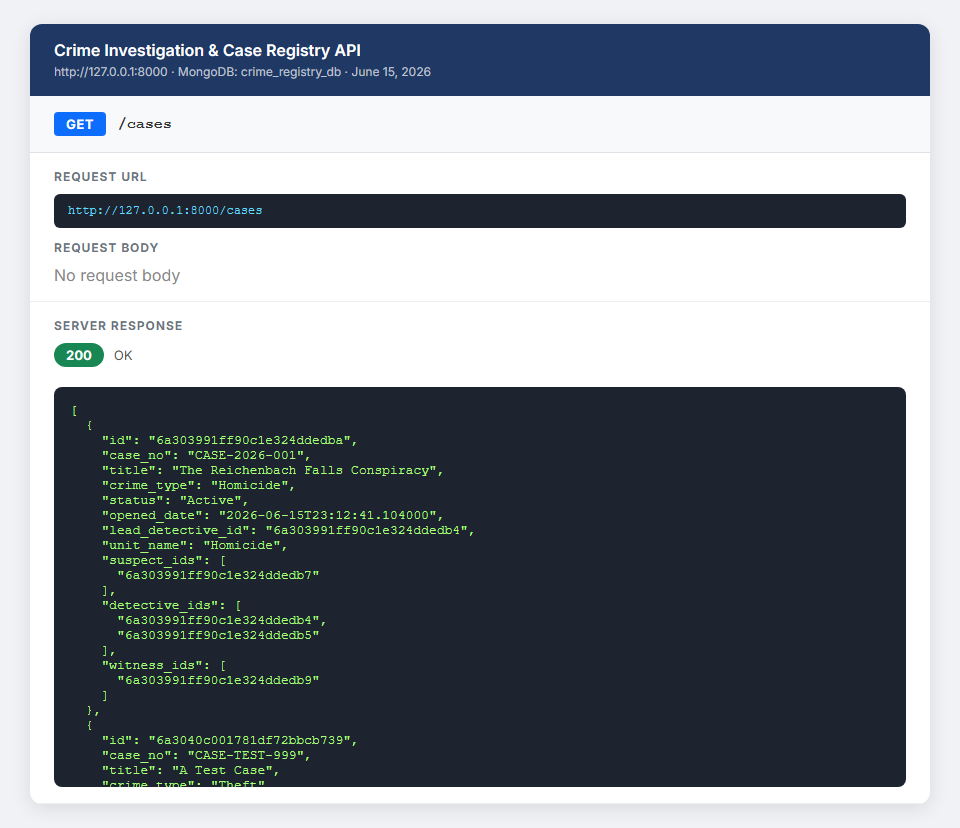 Crime Investigation & Case Registry API
http://127.0.0.1:8000 · MongoDB: crime_registry_db · June 15, 2026
GET /cases
REQUEST URL
http://127.0.0.1:8000/cases
REQUEST BODY
No request body
SERVER RESPONSE
200 OK
[
  {
    "id": "6a303991ff90c1e324ddedba",
    "case_no": "CASE-2026-001",
    "title": "The Reichenbach Falls Conspiracy",
    "crime_type": "Homicide",
    "status": "Active",
    "opened_date": "2026-06-15T23:12:41.104000",
    "lead_detective_id": "6a303991ff90c1e324ddedb4",
    "unit_name": "Homicide",
    "suspect_ids": [
      "6a303991ff90c1e324ddedb7"
    ],
    "detective_ids": [
      "6a303991ff90c1e324ddedb4",
      "6a303991ff90c1e324ddedb5"
    ],
    "witness_ids": [
      "6a303991ff90c1e324ddedb9"
    ]
  },
  {
    "id": "6a3040c001781df72bbcb739",
    "case_no": "CASE-TEST-999",
    "title": "A Test Case",
    "crime_type": "Theft"